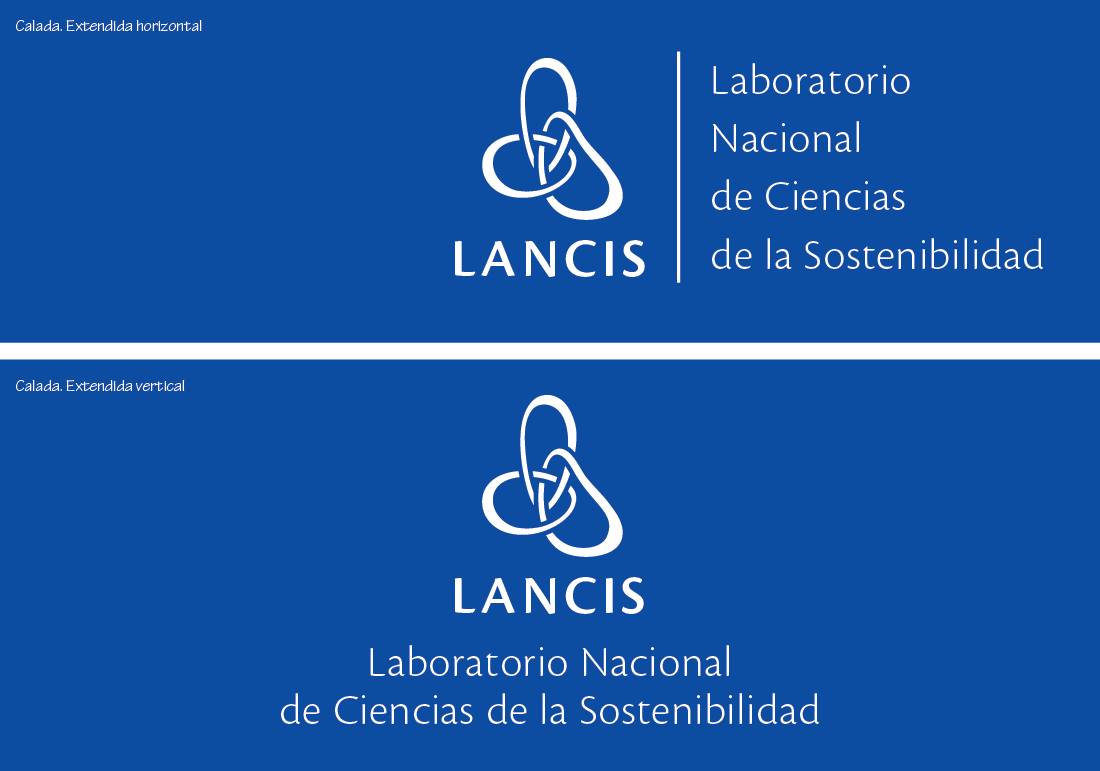 Calada. Extendida horizontal
LANCIS
Laboratorio
Nacional
de Ciencias
de la Sostenibilidad
Calada. Extendida vertical
LANCIS
Laboratorio Nacional
de Ciencias de la Sostenibilidad